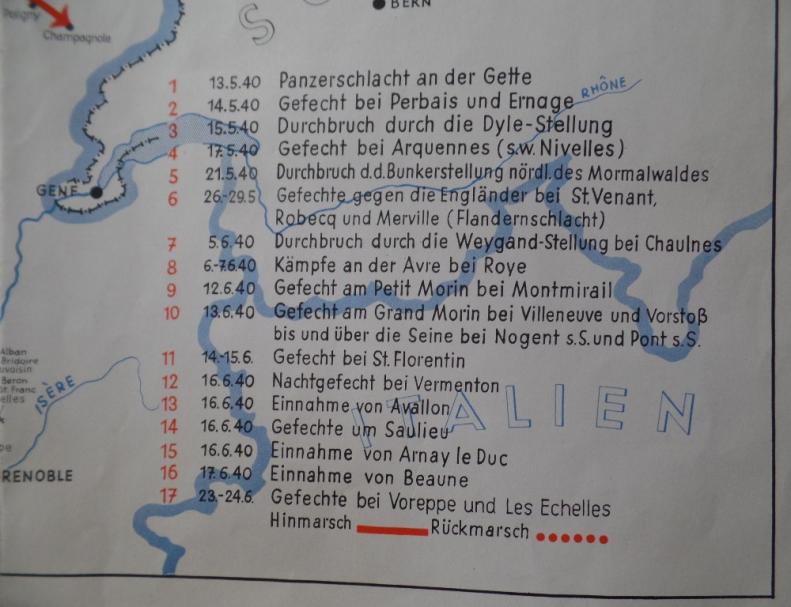 Poligny
Champagnole
BERN
S
RHÔNE
1 13.5.40 Panzerschlacht an der Gette
2 14.5.40 Gefecht bei Perbais und Ernage
3 15.5.40 Durchbruch durch die Dyle-Stellung
4 17.5.40 Gefecht bei Arquennes (s.w. Nivelles)
5 21.5.40 Durchbruch d.d. Bunkerstellung nördl. des Mormalwaldes
GENF
6 26.-29.5 Gefechte gegen die Engländer bei St. Venant,
Robecq und Merville (Flandernschlacht)
7 5.6.40 Durchbruch durch die Weygand-Stellung bei Chaulnes
8 6.-7.6.40 Kämpfe an der Avre bei Roye
9 12.6.40 Gefecht am Petit Morin bei Montmirail
10 13.6.40 Gefecht am Grand Morin bei Villeneuve und Vorstoß
bis und über die Seine bei Nogent s.S. und Pont s.S.
11 14.-15.6. Gefecht bei St. Florentin
12 16.6.40 Nachtgefecht bei Vermenton
13 16.6.40 Einnahme von Avallon
14 16.6.40 Gefechte um Saulieu
15 16.6.40 Einnahme von Arnay le Duc
16 17.6.40 Einnahme von Beaune
17 23.-24.6. Gefechte bei Voreppe und Les Echelles
Hinmarsch Rückmarsch
ITALIEN
Alban
Bridoire
Beron
ISÈRE
RENOBLE